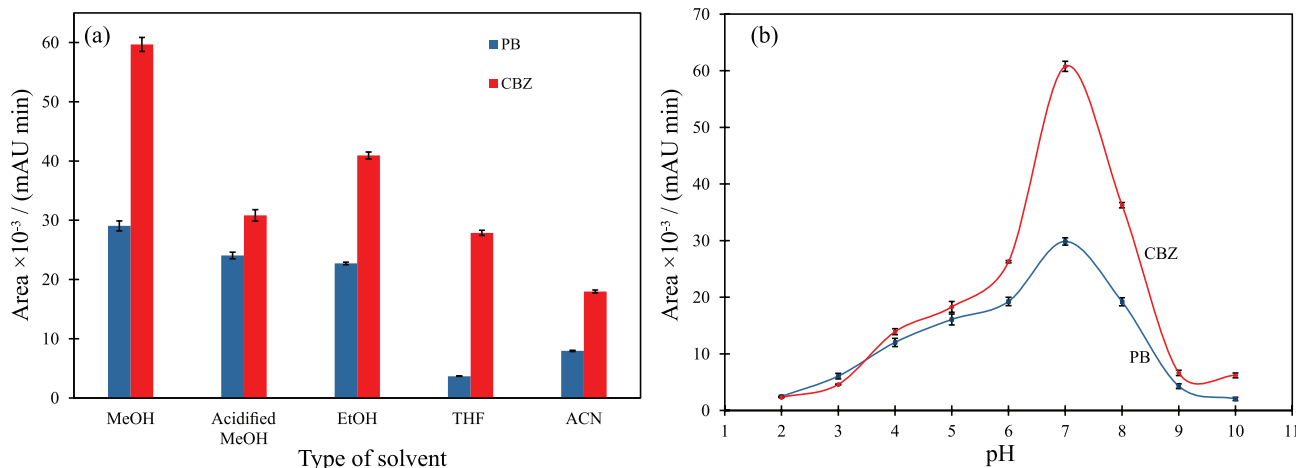 (a)
PB
CBZ
60
50
40
30
20
10
0
Area ×10⁻³ / (mAU min)
MeOH
Acidified
MeOH
EtOH
THF
ACN
Type of solvent
(b)
70
60
50
40
30
20
10
0
Area ×10⁻³ / (mAU min)
CBZ
PB
1 2 3 4 5 6 7 8 9 10 11
pH